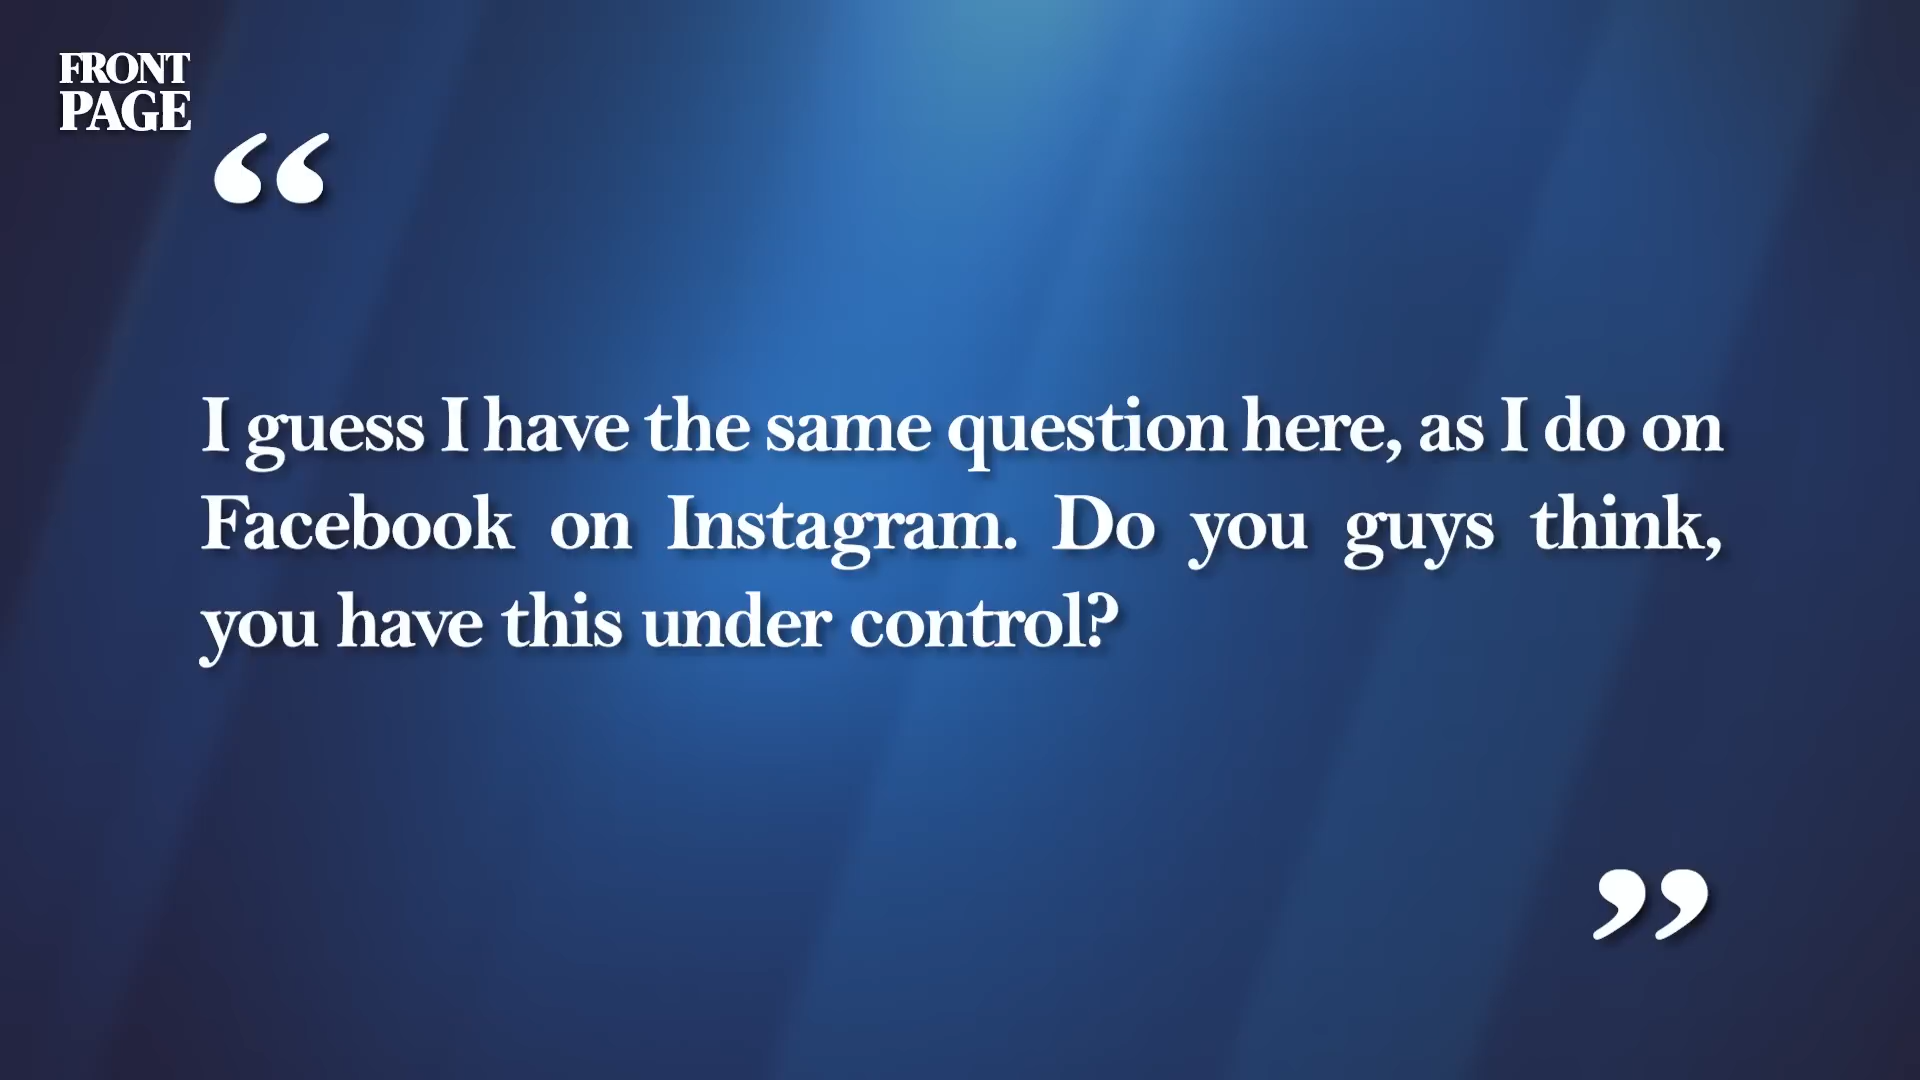 FRONT
PAGE
“
I guess I have the same question here, as I do on
Facebook on Instagram. Do you guys think,
you have this under control?
”